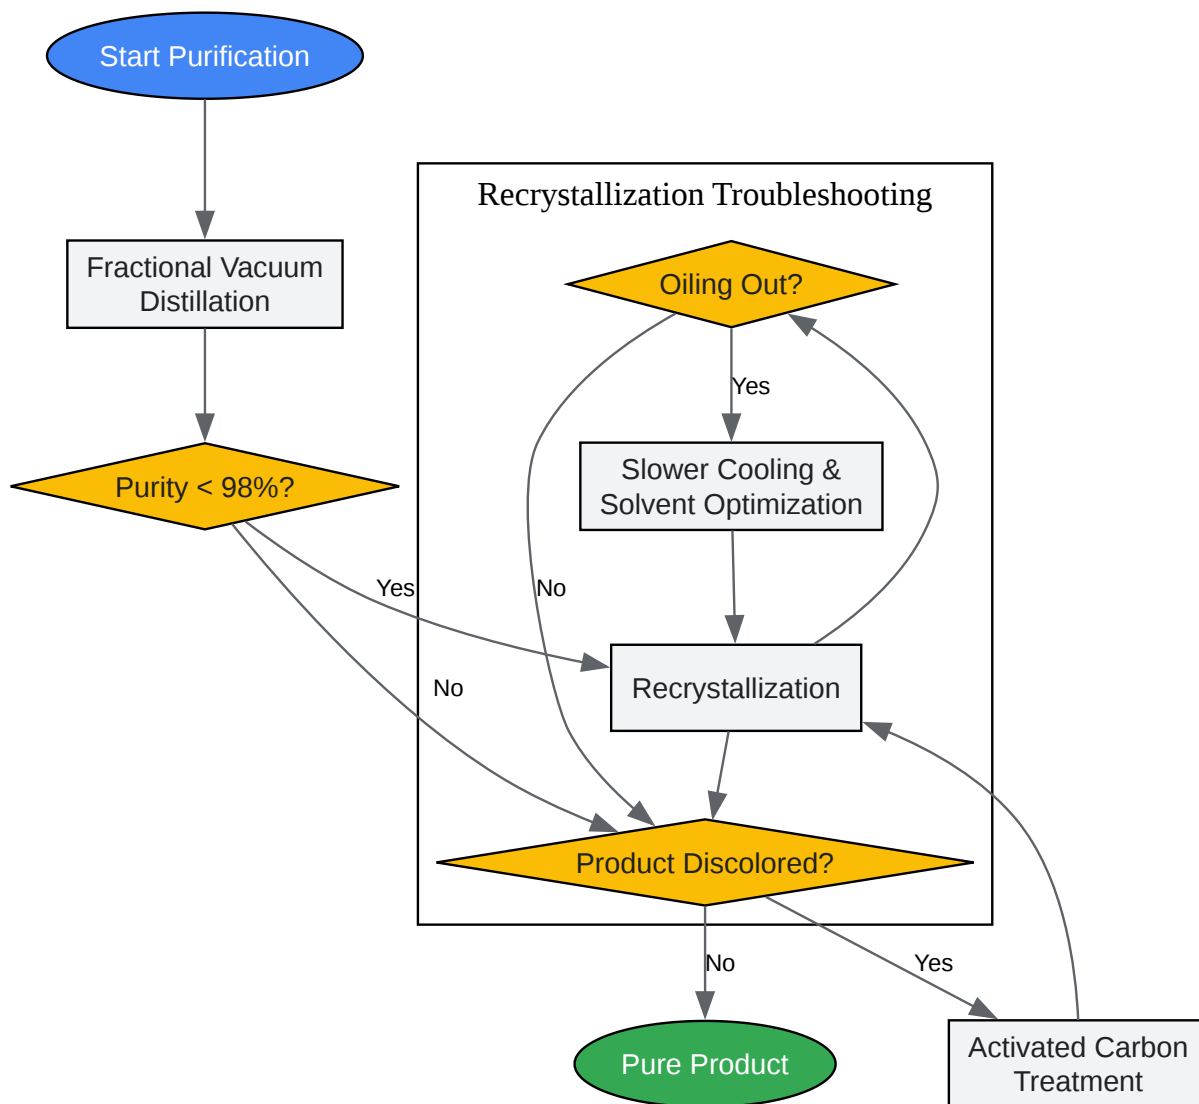 Start Purification
Fractional Vacuum
Distillation
Purity < 98%?
Yes
No
Recrystallization Troubleshooting
Oiling Out?
Yes
Slower Cooling &
Solvent Optimization
No
Recrystallization
Product Discolored?
No
Yes
Pure Product
Activated Carbon
Treatment